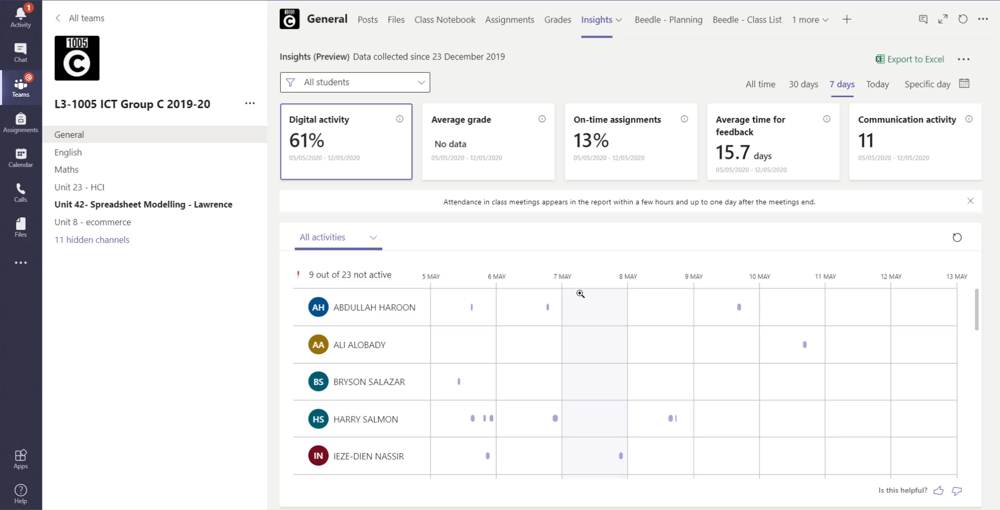 1
Activity
Chat
@
Teams
Assignments
Calendar
Calls
Files
Apps
Help
All teams
1005
C
L3-1005 ICT Group C 2019-20
General
English
Maths
Unit 23 - HCI
Unit 42- Spreadsheet Modelling - Lawrence
Unit 8 - ecommerce
11 hidden channels
1005
C
General Posts Files Class Notebook Assignments Grades Insights Beedle - Planning Beedle - Class List 1 more
Insights (Preview) Data collected since 23 December 2019
Export to Excel
All students
All time 30 days 7 days Today Specific day
Digital activity
61%
05/05/2020 - 12/05/2020
Average grade
No data
05/05/2020 - 12/05/2020
On-time assignments
13%
05/05/2020 - 12/05/2020
Average time for
feedback
15.7 days
05/05/2020 - 12/05/2020
Communication activity
11
05/05/2020 - 12/05/2020
Attendance in class meetings appears in the report within a few hours and up to one day after the meetings end.
All activities
! 9 out of 23 not active
5 MAY 6 MAY 7 MAY 8 MAY 9 MAY 10 MAY 11 MAY 12 MAY 13 MAY
AH ABDULLAH HAROON
AA ALI ALOBADY
BS BRYSON SALAZAR
HS HARRY SALMON
IN IEZE-DIEN NASSIR
Is this helpful?